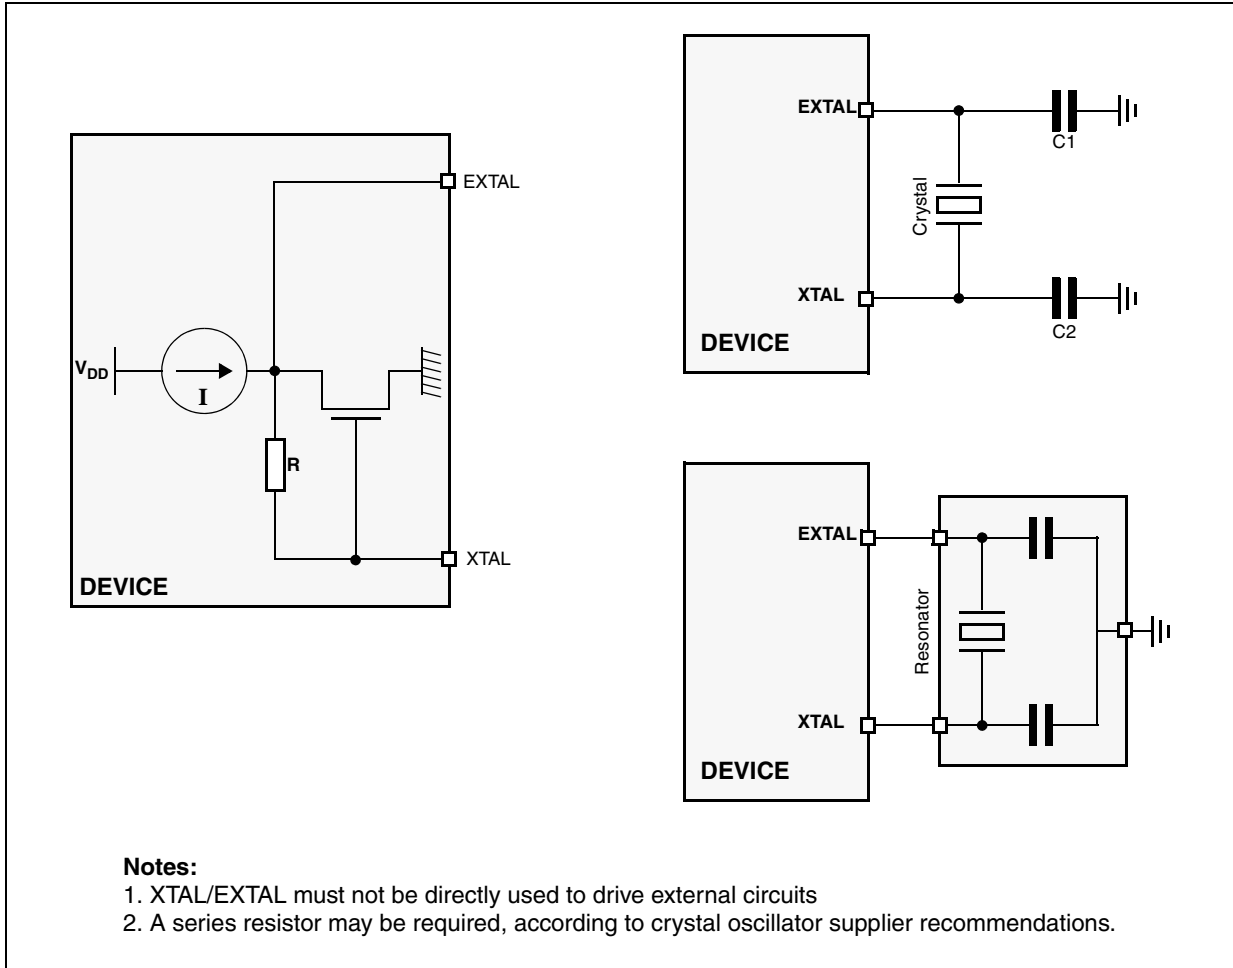 EXTAL
V_DD
I
R
XTAL
DEVICE
EXTAL
C1
Crystal
XTAL
C2
DEVICE
EXTAL
Resonator
XTAL
DEVICE
Notes:
1. XTAL/EXTAL must not be directly used to drive external circuits
2. A series resistor may be required, according to crystal oscillator supplier recommendations.